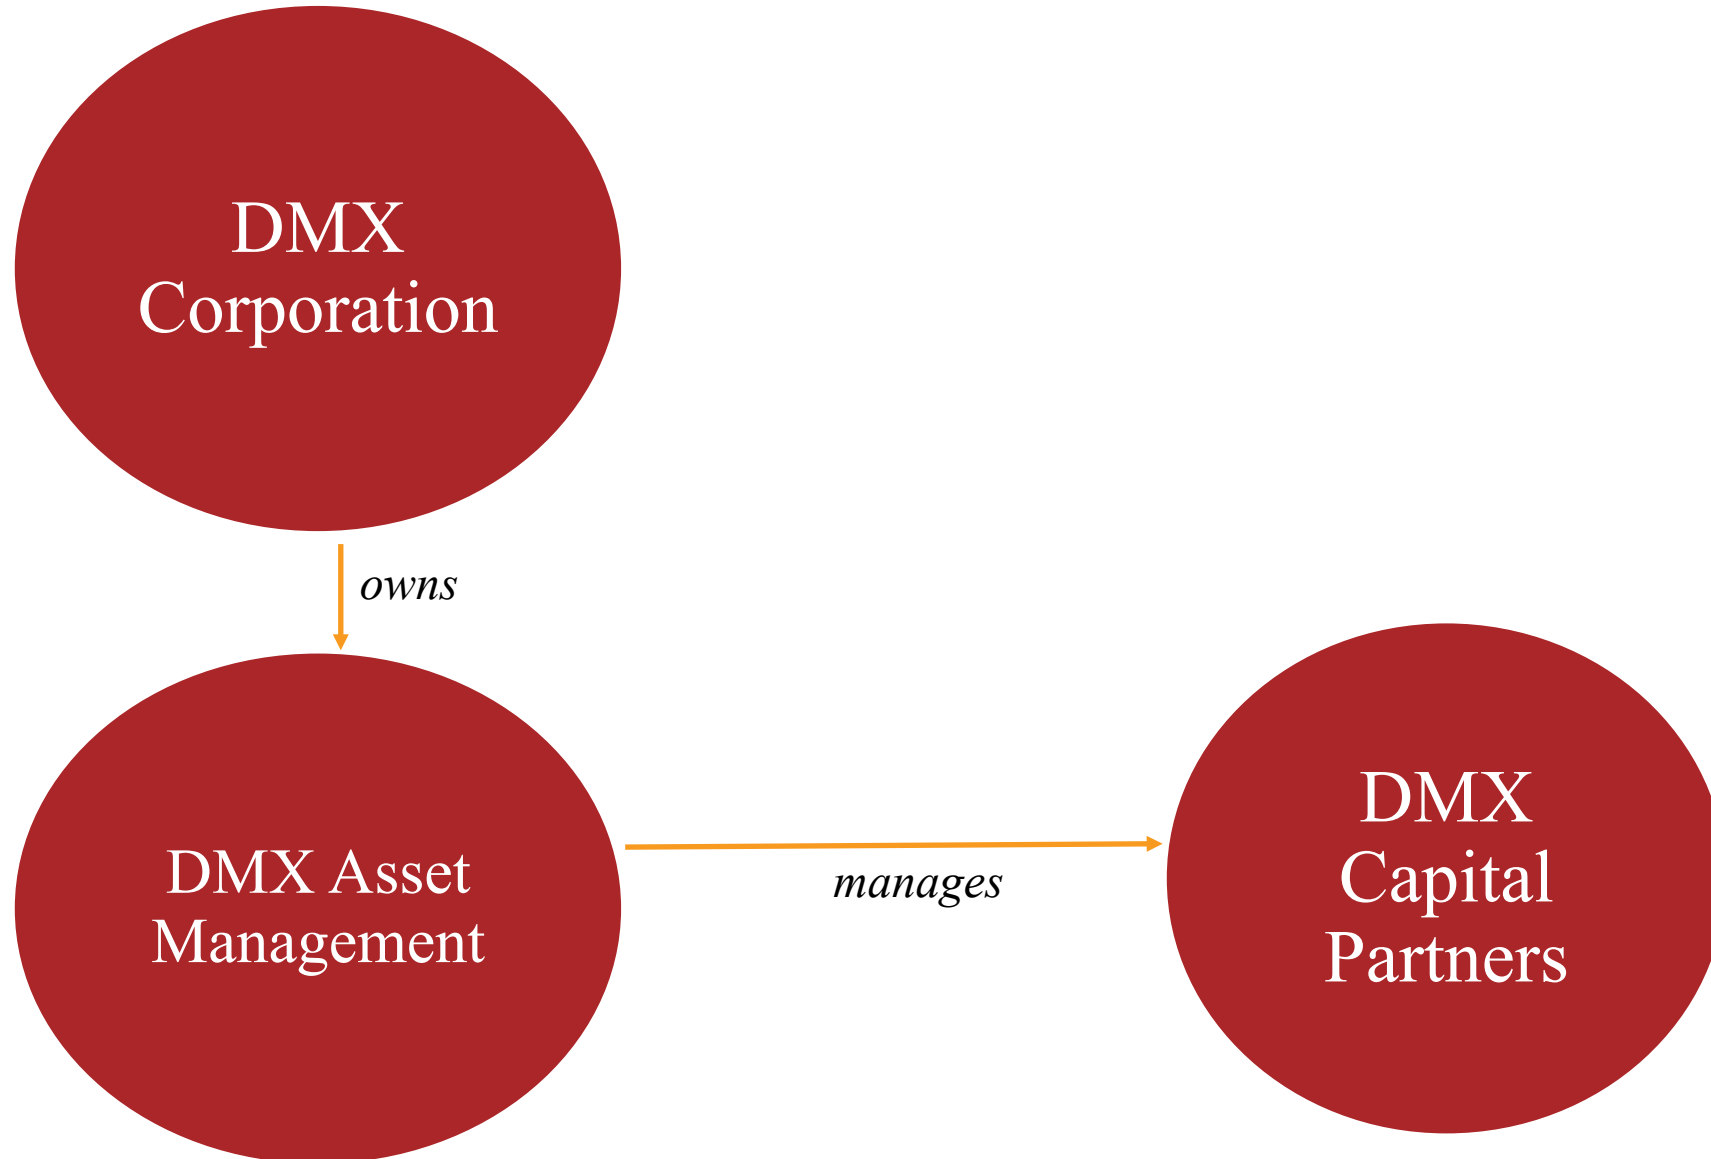 DMX
Corporation
owns
DMX Asset
Management
manages
DMX
Capital
Partners